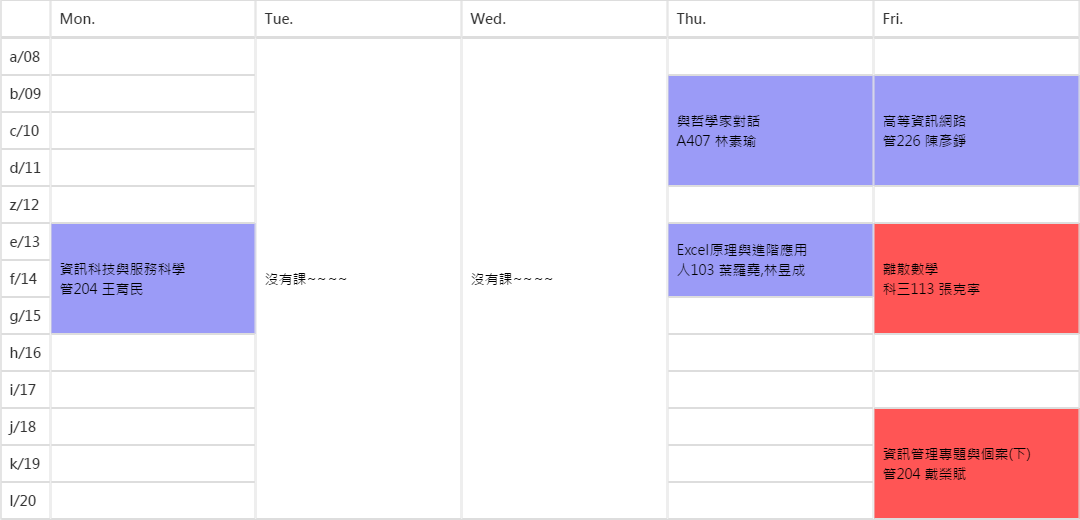 Mon. Tue. Wed. Thu. Fri.
a/08
b/09
與哲學家對話
A407 林素瑜
高等資訊網路
管226 陳彥錚
c/10
d/11
z/12
e/13
資訊科技與服務科學
管204 王育民
沒有課~~~~
沒有課~~~~
Excel原理與進階應用
人103 葉羅堯,林昱成
離散數學
科三113 張克寧
f/14
g/15
h/16
i/17
j/18
資訊管理專題與個案(下)
管204 戴榮賦
k/19
l/20